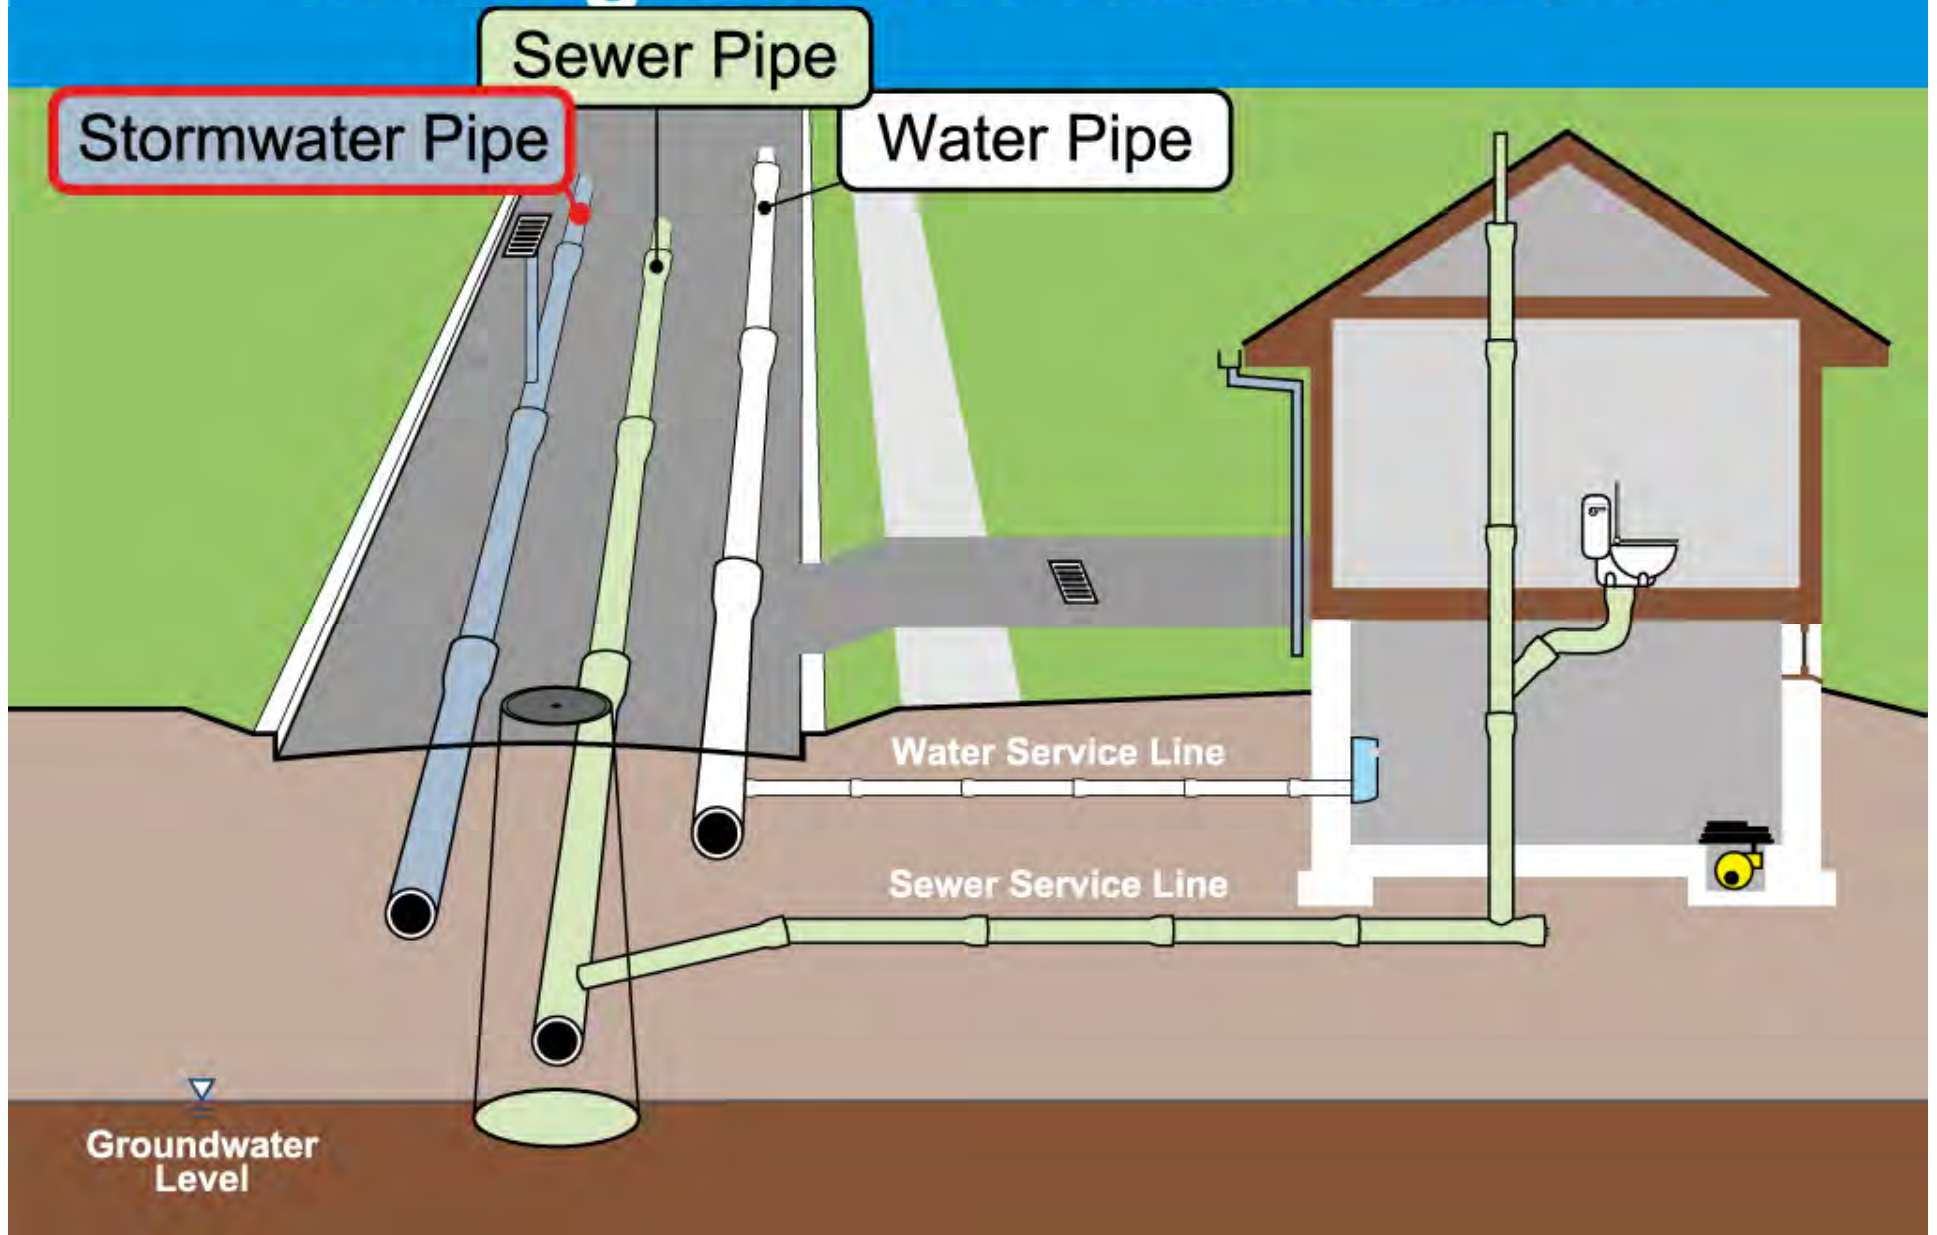 Sewer Pipe
Stormwater Pipe
Water Pipe
Water Service Line
Sewer Service Line
Groundwater
Level